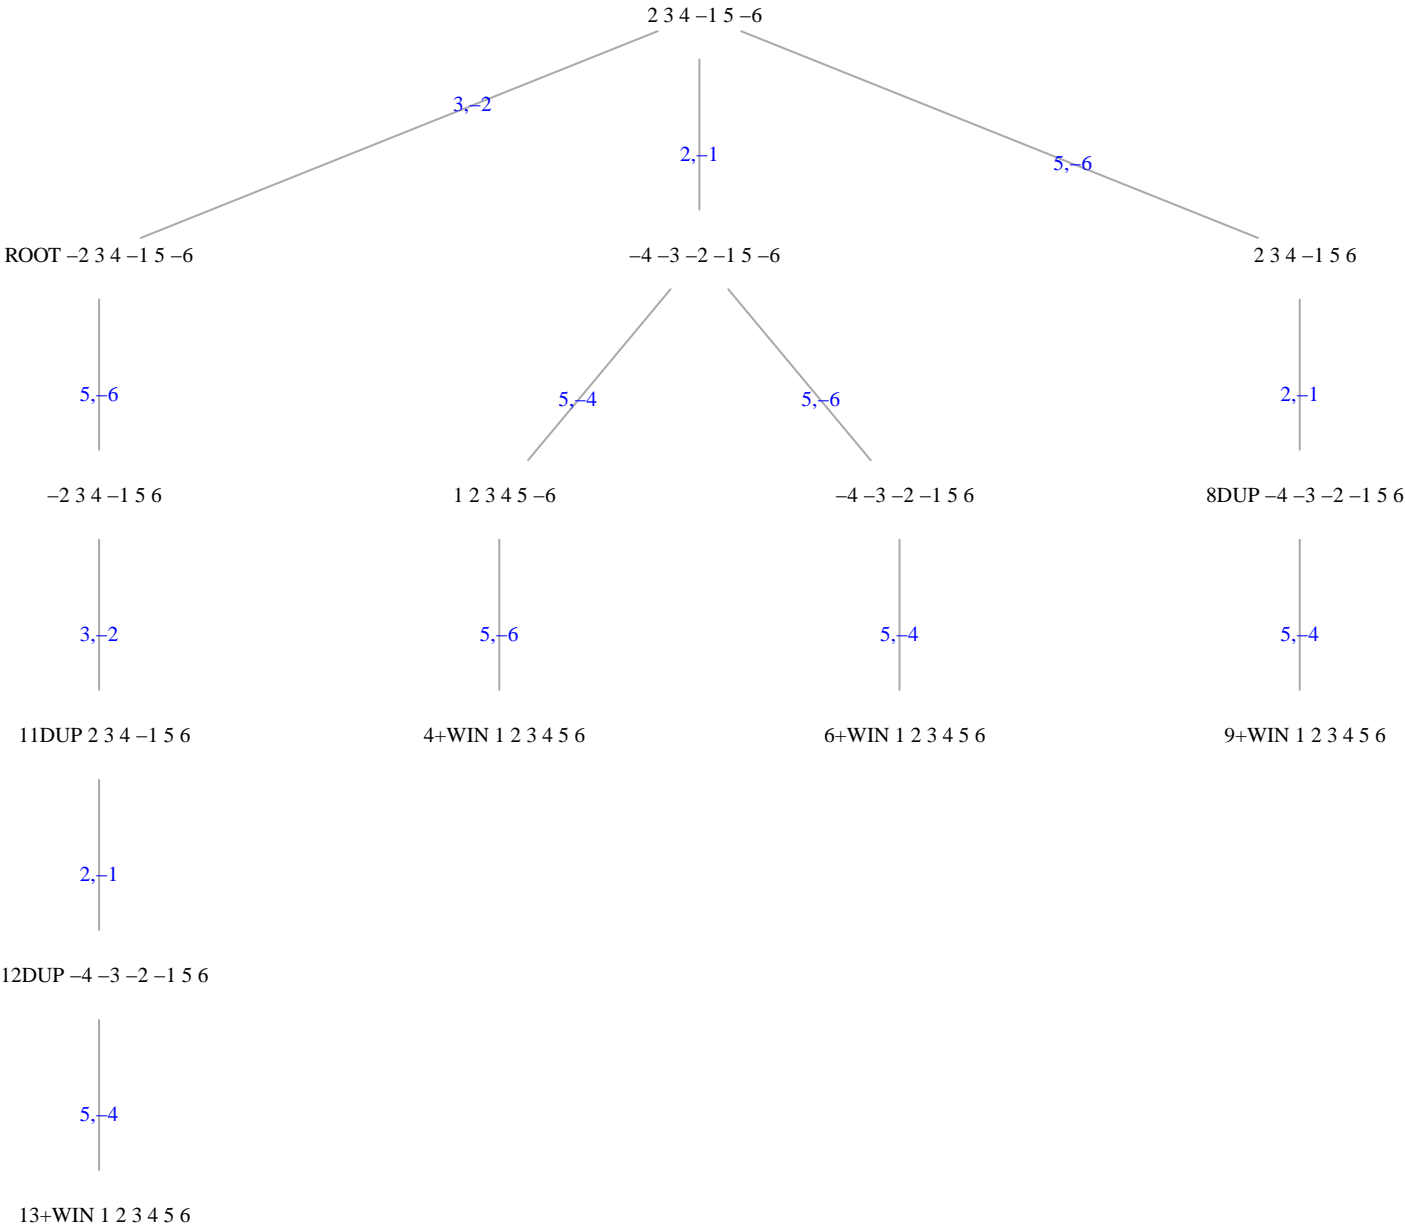 2 3 4 –1 5 –6
3,–2
2,–1
5,–6
ROOT –2 3 4 –1 5 –6
–4 –3 –2 –1 5 –6
2 3 4 –1 5 6
5,–6
5,–4
5,–6
2,–1
–2 3 4 –1 5 6
1 2 3 4 5 –6
–4 –3 –2 –1 5 6
8DUP –4 –3 –2 –1 5 6
3,–2
5,–6
5,–4
5,–4
11DUP 2 3 4 –1 5 6
4+WIN 1 2 3 4 5 6
6+WIN 1 2 3 4 5 6
9+WIN 1 2 3 4 5 6
2,–1
12DUP –4 –3 –2 –1 5 6
5,–4
13+WIN 1 2 3 4 5 6